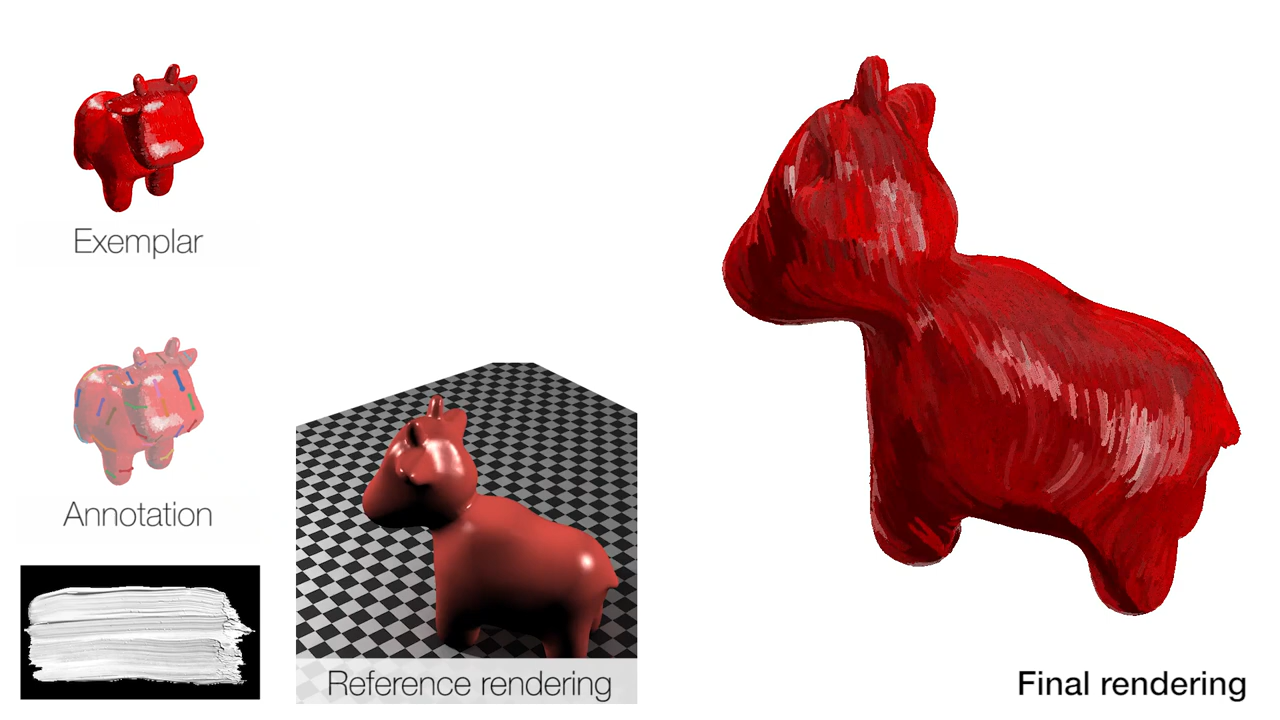 Exemplar
Annotation
Reference rendering
Final rendering